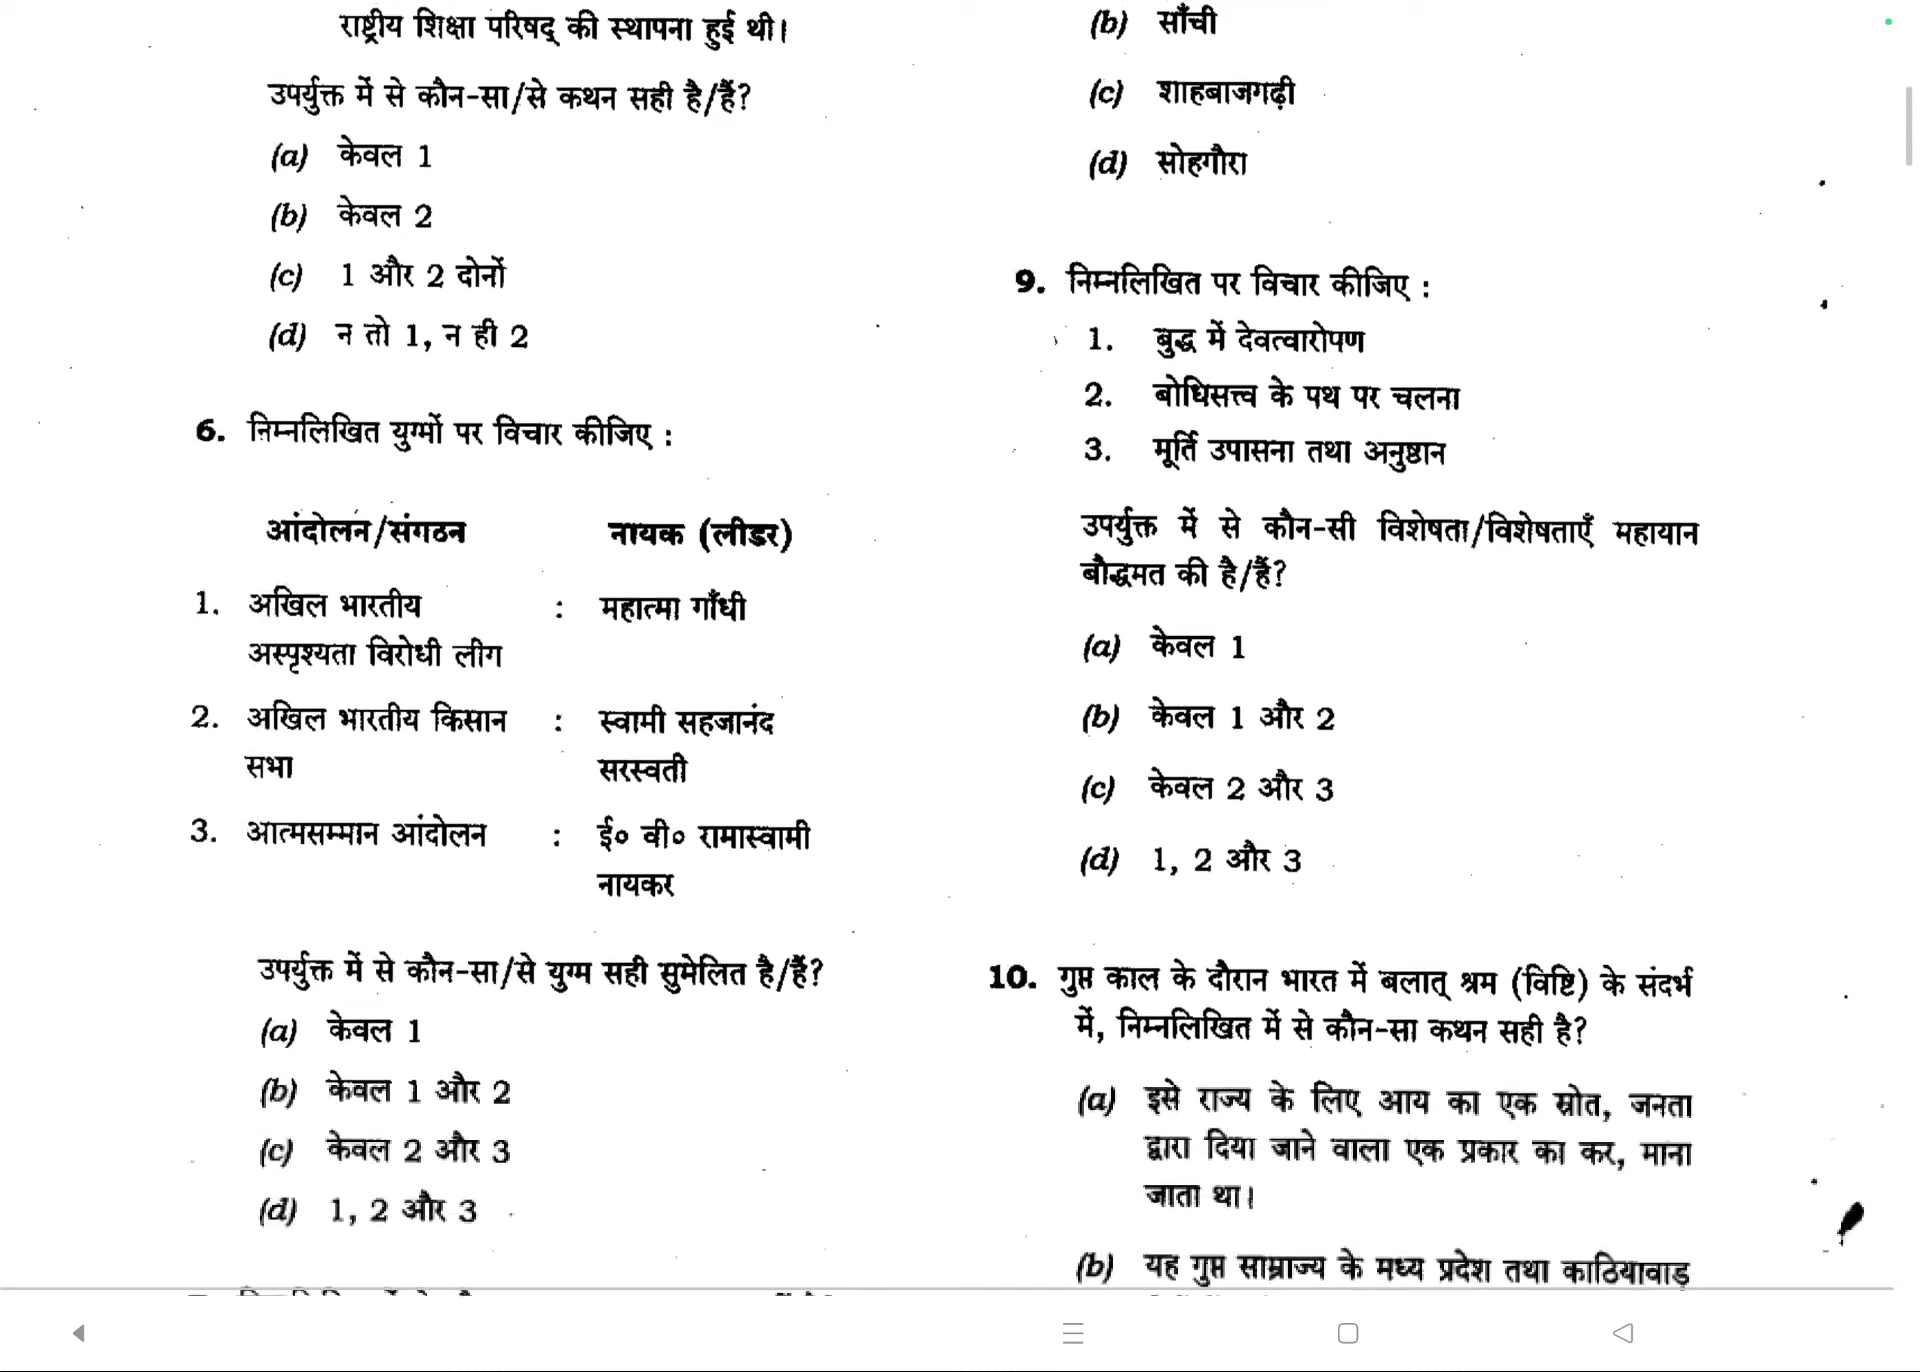 राष्ट्रीय शिक्षा परिषद् की स्थापना हुई थी।
उपर्युक्त में से कौन-सा/से कथन सही है/हैं?
(a) केवल 1
(b) केवल 2
(c) 1 और 2 दोनों
(d) न तो 1, न ही 2
6. निम्नलिखित युग्मों पर विचार कीजिए :
आंदोलन/संगठन नायक (लीडर)
1. अखिल भारतीय : महात्मा गाँधी
अस्पृश्यता विरोधी लीग
2. अखिल भारतीय किसान : स्वामी सहजानंद
सभा सरस्वती
3. आत्मसम्मान आंदोलन : ई० वी० रामास्वामी
नायकर
उपर्युक्त में से कौन-सा/से युग्म सही सुमेलित है/हैं?
(a) केवल 1
(b) केवल 1 और 2
(c) केवल 2 और 3
(d) 1, 2 और 3
(b) साँची
(c) शाहबाजगढ़ी
(d) सोहगौरा
9. निम्नलिखित पर विचार कीजिए :
1. बुद्ध में देवत्वारोपण
2. बोधिसत्त्व के पथ पर चलना
3. मूर्ति उपासना तथा अनुष्ठान
उपर्युक्त में से कौन-सी विशेषता/विशेषताएँ महायान
बौद्धमत की है/हैं?
(a) केवल 1
(b) केवल 1 और 2
(c) केवल 2 और 3
(d) 1, 2 और 3
10. गुप्त काल के दौरान भारत में बलात् श्रम (विष्टि) के संदर्भ
में, निम्नलिखित में से कौन-सा कथन सही है?
(a) इसे राज्य के लिए आय का एक स्रोत, जनता
द्वारा दिया जाने वाला एक प्रकार का कर, माना
जाता था।
(b) यह गुप्त साम्राज्य के मध्य प्रदेश तथा काठियावाड़